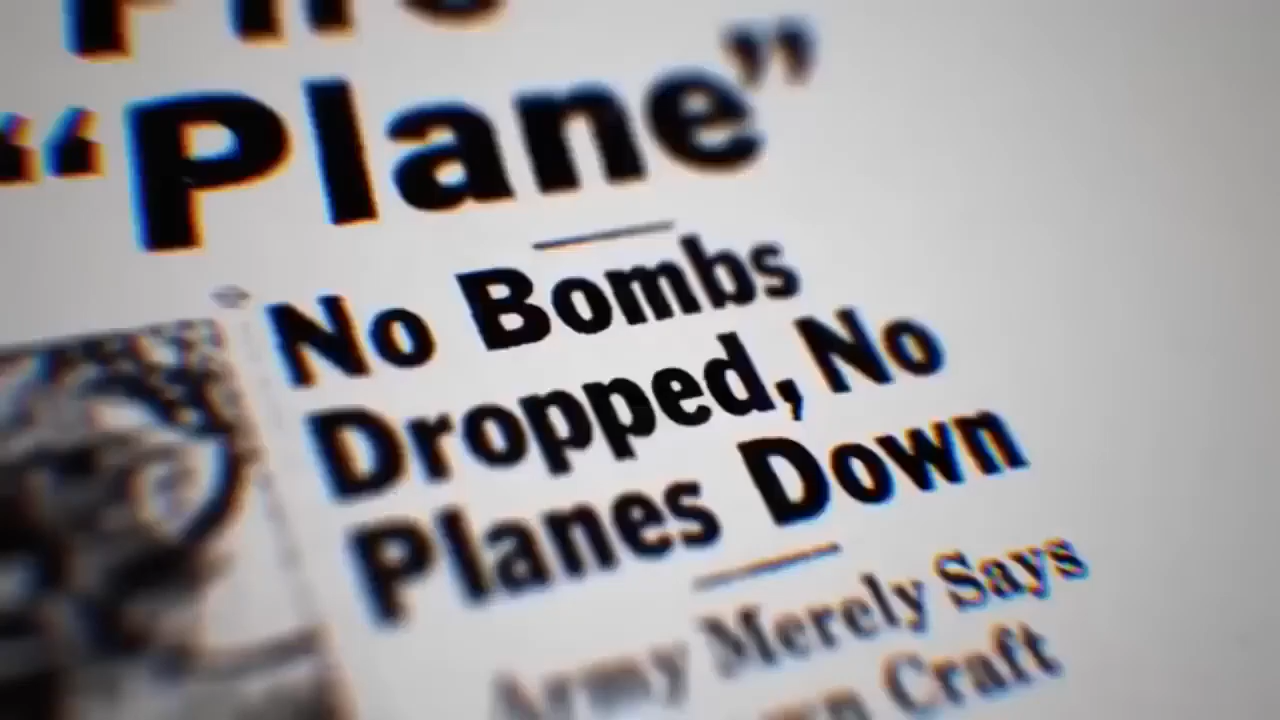 “Plane”
No Bombs
Dropped, No
Planes Down
Army Merely Says
Craft